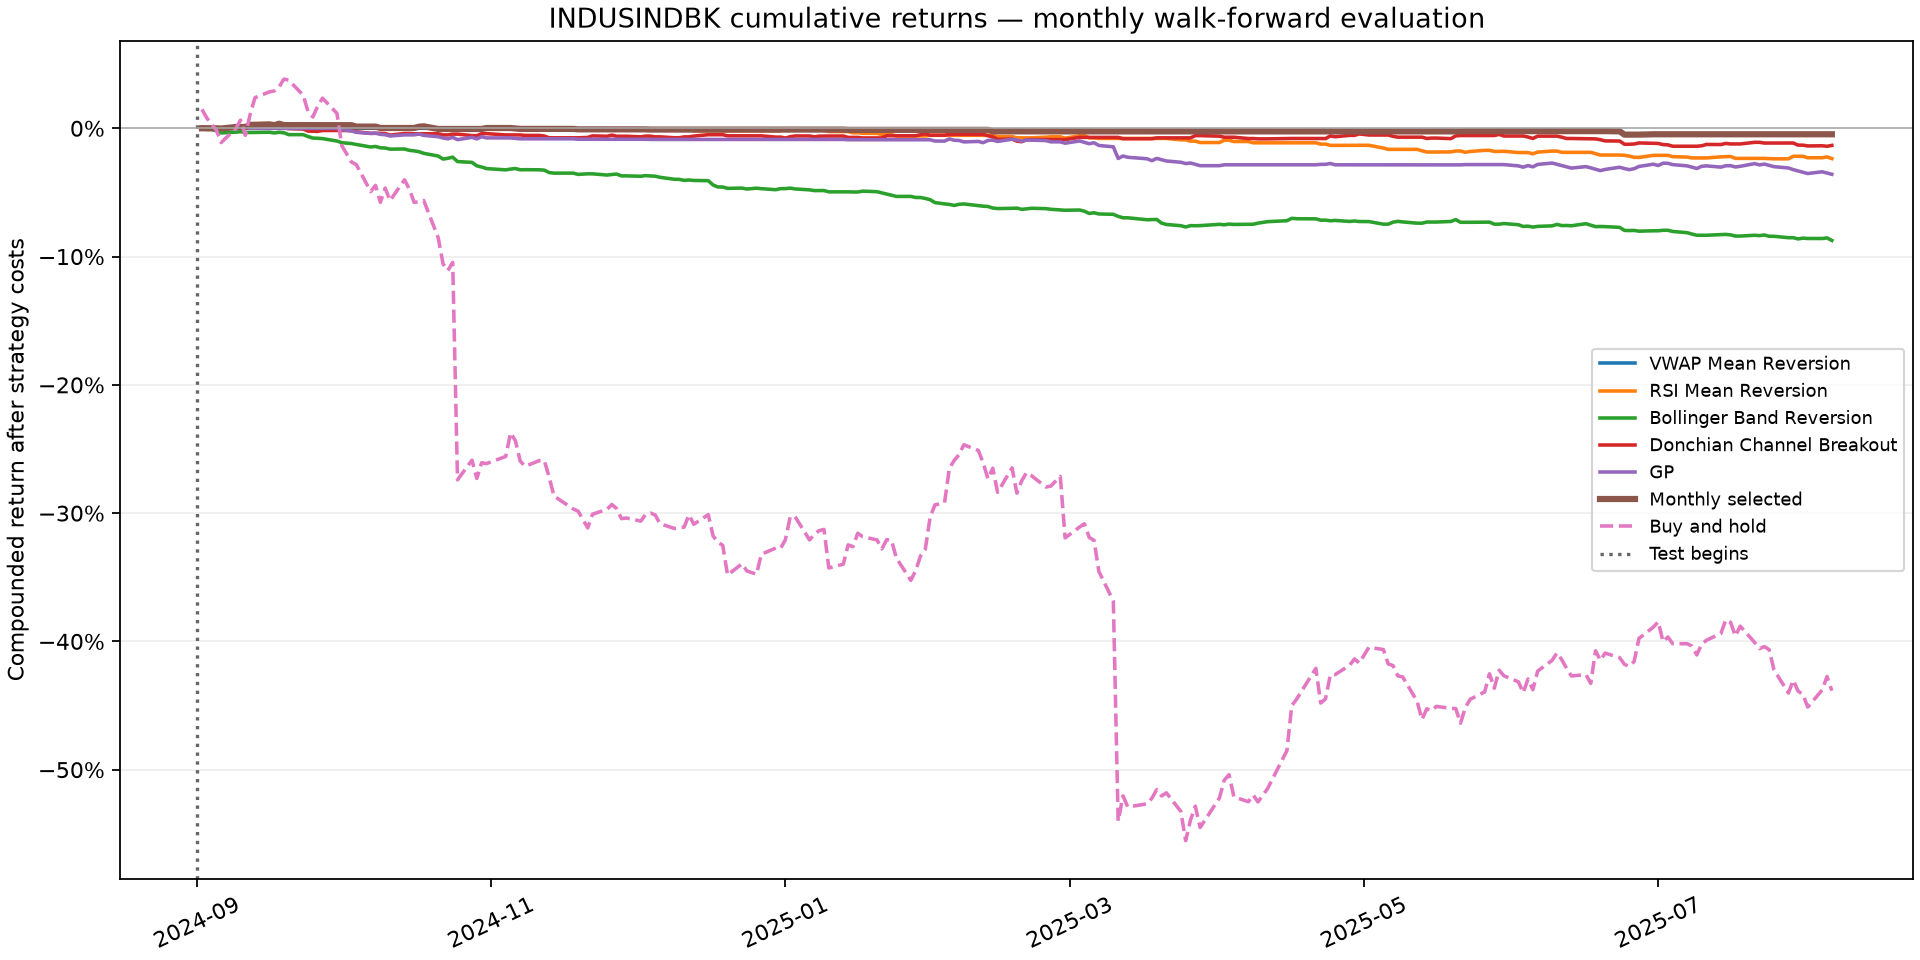 INDUSINDBK cumulative returns — monthly walk-forward evaluation
Compounded return after strategy costs
0%
−10%
−20%
−30%
−40%
−50%
2024-09
2024-11
2025-01
2025-03
2025-05
2025-07
VWAP Mean Reversion
RSI Mean Reversion
Bollinger Band Reversion
Donchian Channel Breakout
GP
Monthly selected
Buy and hold
Test begins